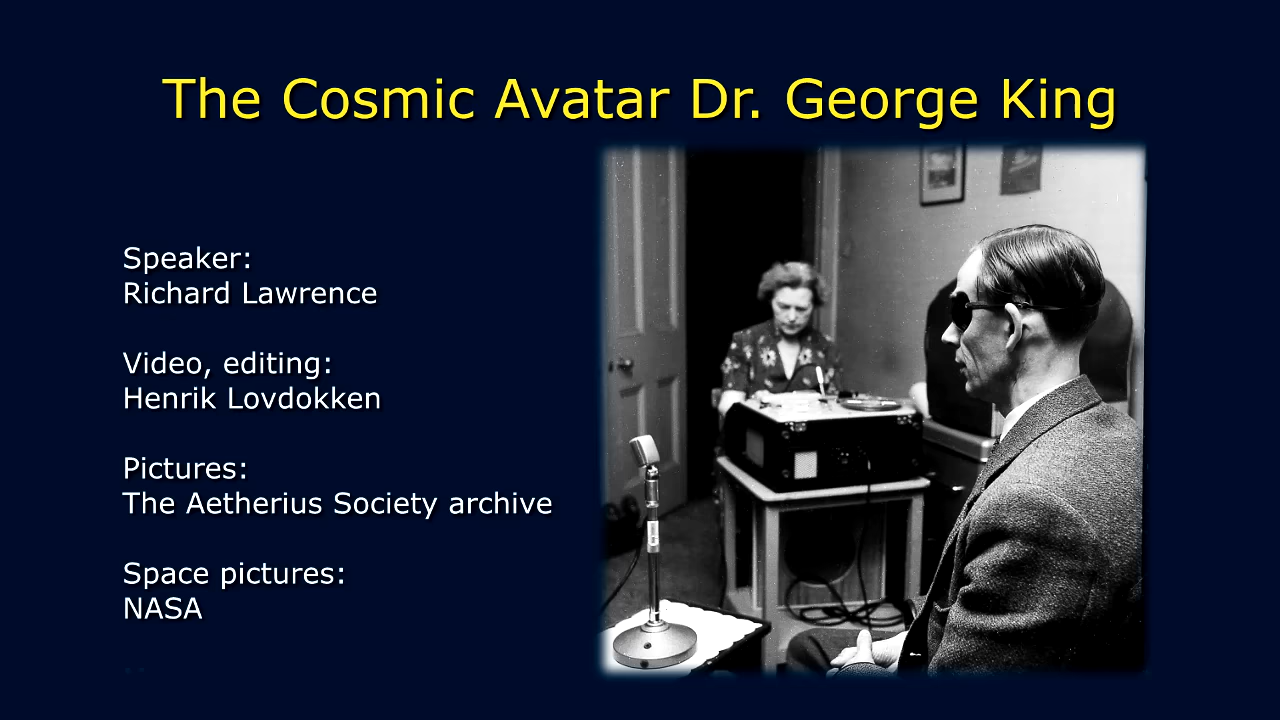 The Cosmic Avatar Dr. George King
Speaker:
Richard Lawrence
Video, editing:
Henrik Lovdokken
Pictures:
The Aetherius Society archive
Space pictures:
NASA